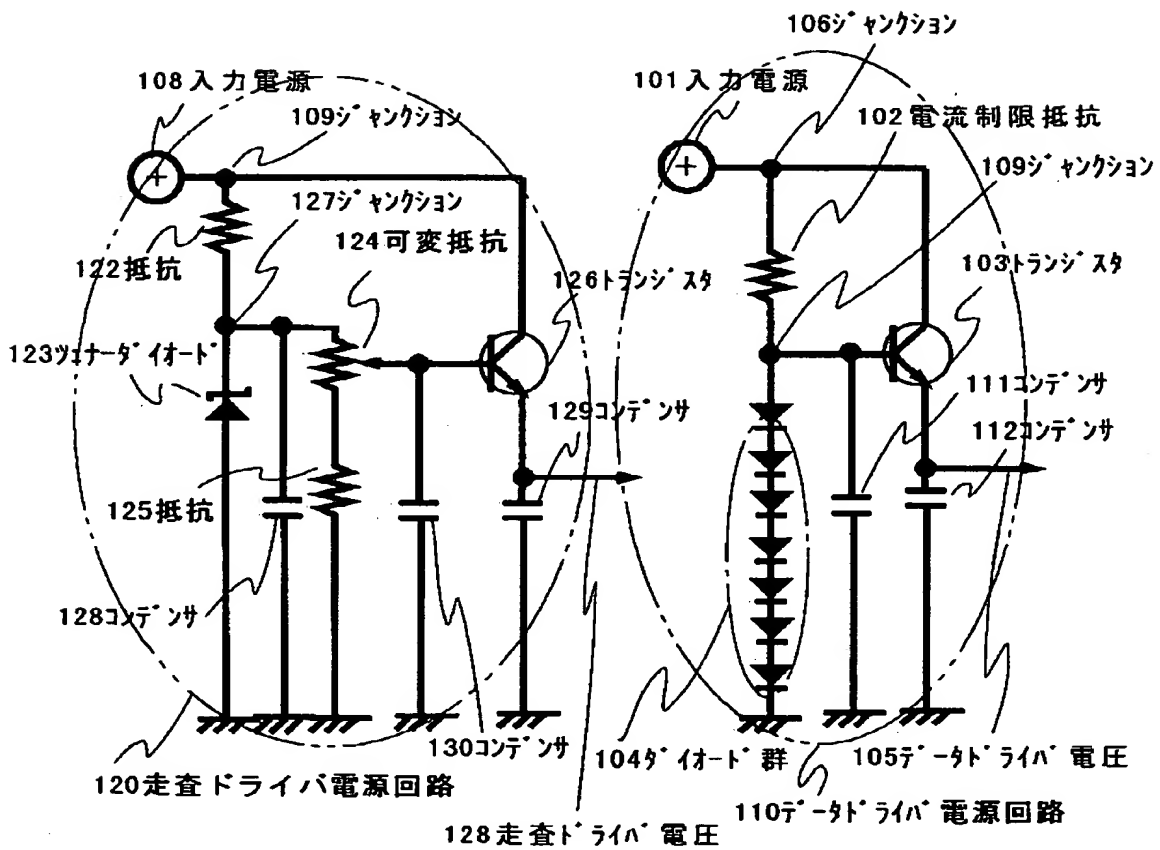 106ジャンクション
108入力電源
101入力電源
109ジャンクション
102電流制限抵抗
109ジャンクション
127ジャンクション
124可変抵抗
122抵抗
126トランジスタ
103トランジスタ
123ツェナーダイオード
111コンデンサ
129コンデンサ
112コンデンサ
125抵抗
128コンデンサ
130コンデンサ
104ダイオード群
105データドライバ電圧
120走査ドライバ電源回路
110データドライバ電源回路
128走査ドライバ電圧